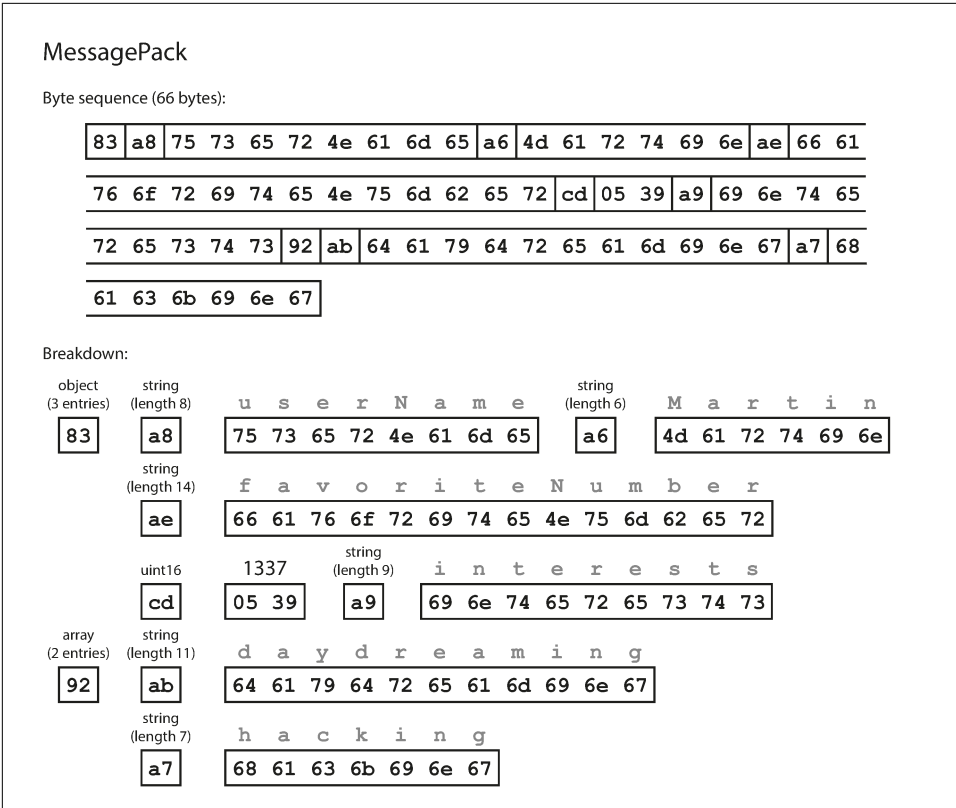 MessagePack
Byte sequence (66 bytes):
83 a8 75 73 65 72 4e 61 6d 65 a6 4d 61 72 74 69 6e ae 66 61
76 6f 72 69 74 65 4e 75 6d 62 65 72 cd 05 39 a9 69 6e 74 65
72 65 73 74 73 92 ab 64 61 79 64 72 65 61 6d 69 6e 67 a7 68
61 63 6b 69 6e 67
Breakdown:
object string string
(3 entries) (length 8) u s e r N a m e (length 6) M a r t i n
83 a8 75 73 65 72 4e 61 6d 65 a6 4d 61 72 74 69 6e
string
(length 14) f a v o r i t e N u m b e r
ae 66 61 76 6f 72 69 74 65 4e 75 6d 62 65 72
string
uint16 1337 (length 9) i n t e r e s t s
cd 05 39 a9 69 6e 74 65 72 65 73 74 73
array string
(2 entries) (length 11) d a y d r e a m i n g
92 ab 64 61 79 64 72 65 61 6d 69 6e 67
string
(length 7) h a c k i n g
a7 68 61 63 6b 69 6e 67